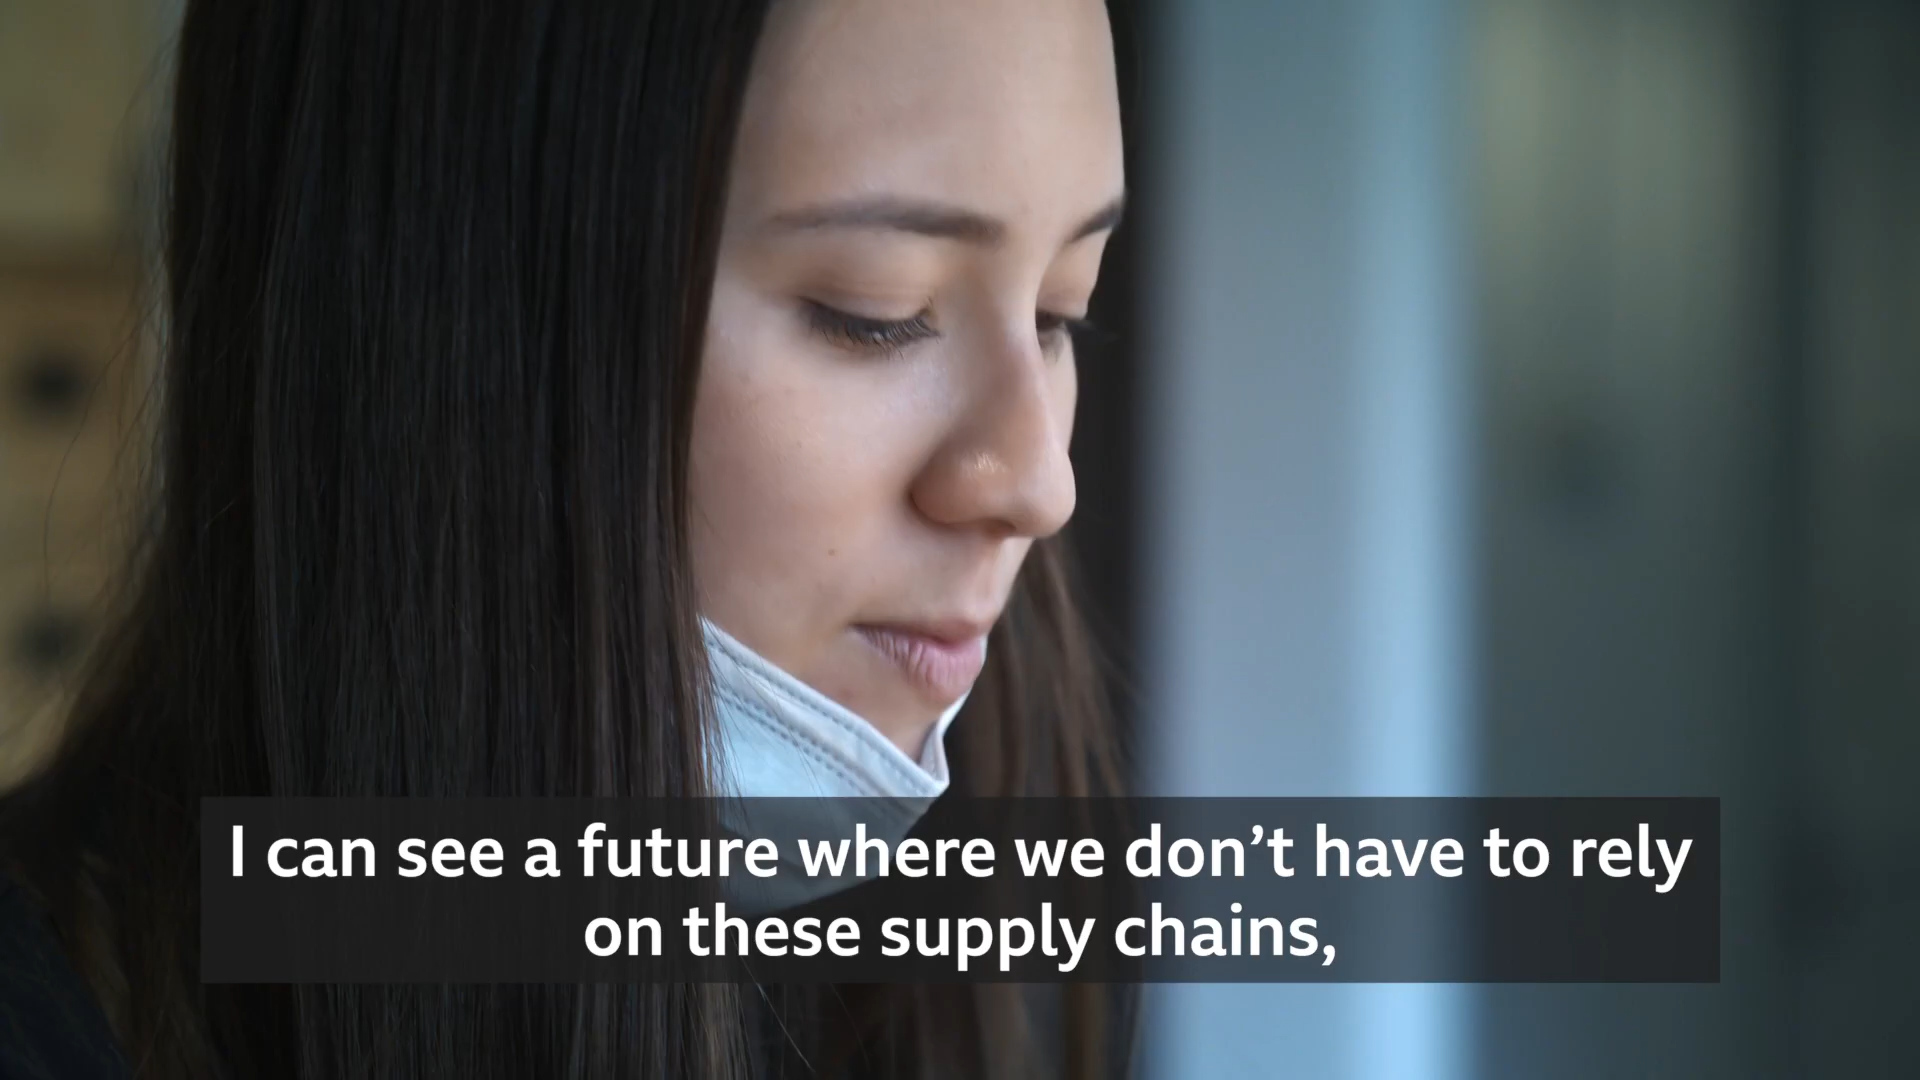 I can see a future where we don’t have to rely
on these supply chains,